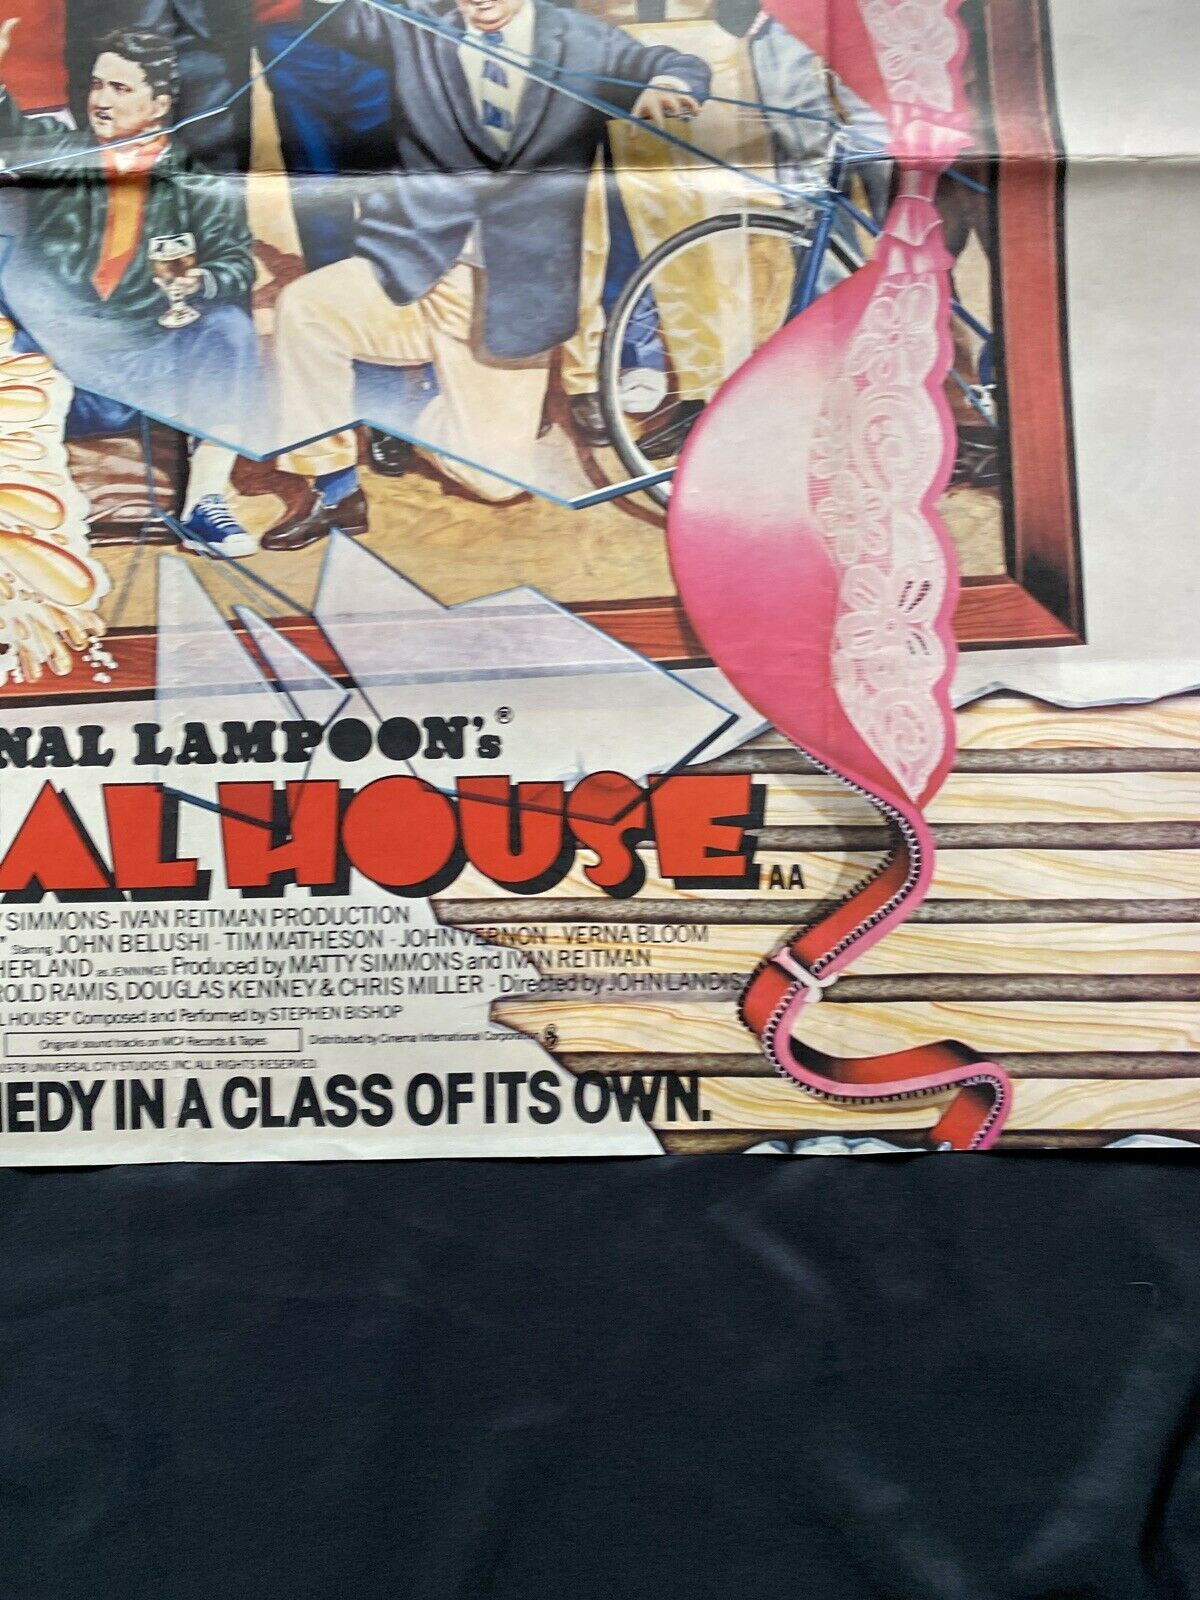 NAL LAMPOON's®
AL HOUSE AA
SIMMONS-IVAN REITMAN PRODUCTION
" Starring JOHN BELUSHI - TIM MATHESON - JOHN VERNON - VERNA BLOOM
HERLAND as JENNINGS Produced by MATTY SIMMONS and IVAN REITMAN
ROLD RAMIS, DOUGLAS KENNEY & CHRIS MILLER - Directed by JOHN LANDIS
L HOUSE" Composed and Performed by STEPHEN BISHOP
Original sound tracks on MCA Records & Tapes Distributed by Cinema International Corporation
1978 UNIVERSAL CITY STUDIOS, INC ALL RIGHTS RESERVED.
MEDY IN A CLASS OF ITS OWN.